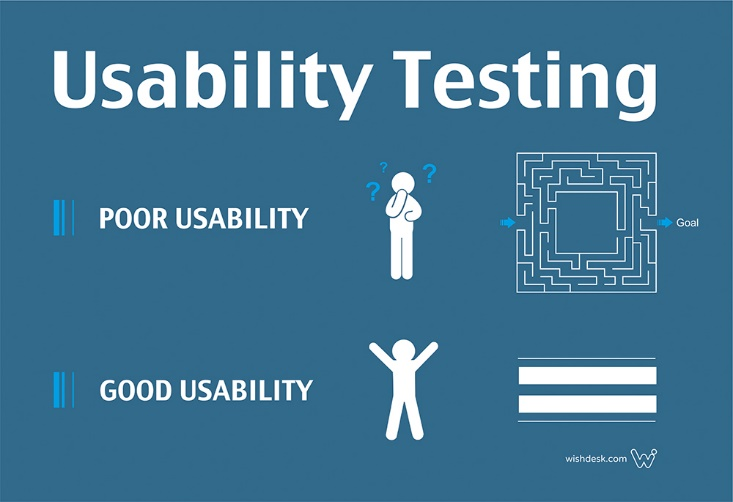 Usability Testing
? ? ?
POOR USABILITY
Goal
GOOD USABILITY
wishdesk.com